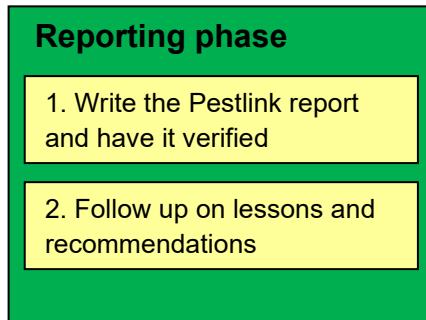 Reporting phase
1. Write the Pestlink report
and have it verified
2. Follow up on lessons and
recommendations